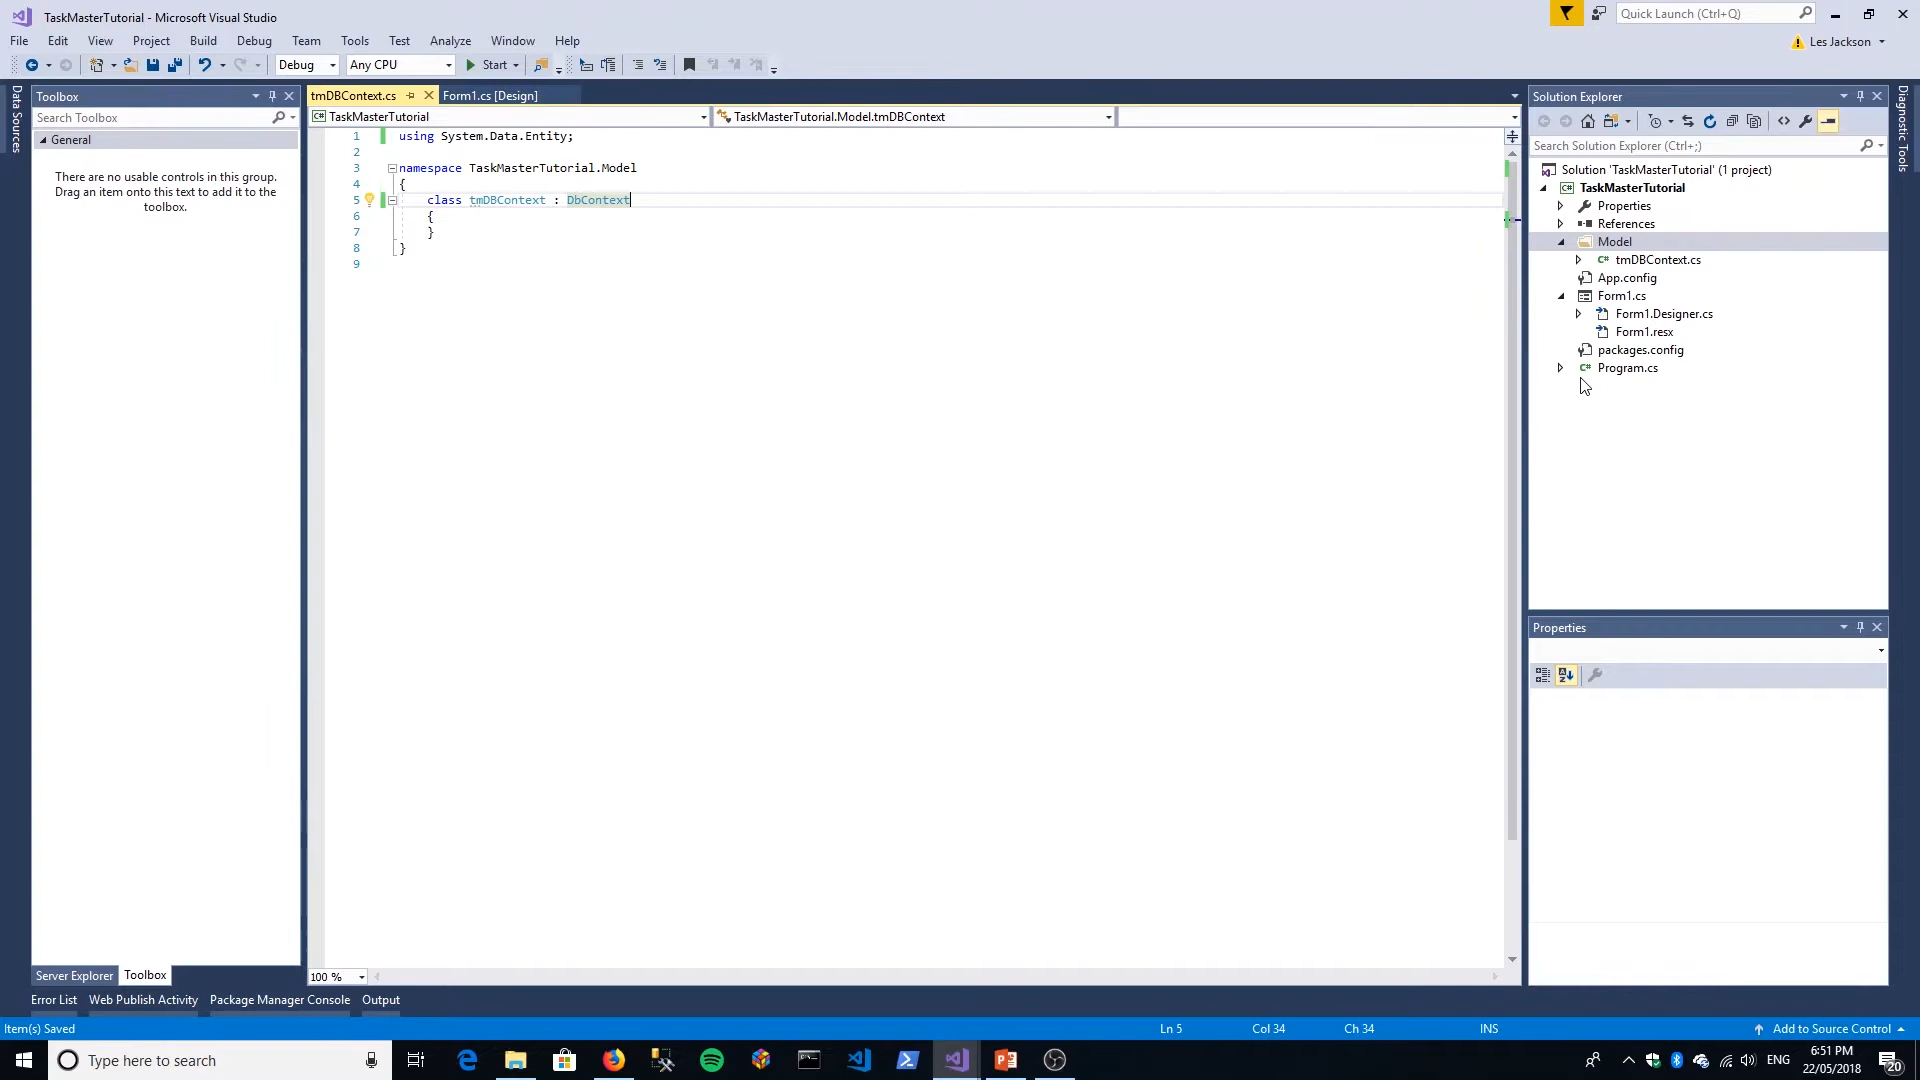 TaskMasterTutorial - Microsoft Visual Studio
Quick Launch (Ctrl+Q)
File Edit View Project Build Debug Team Tools Test Analyze Window Help
Les Jackson
Debug Any CPU Start
Data Sources
Toolbox
Search Toolbox
General
There are no usable controls in this group.
Drag an item onto this text to add it to the
toolbox.
Server Explorer Toolbox
tmDBContext.cs Form1.cs [Design]
TaskMasterTutorial TaskMasterTutorial.Model.tmDBContext
1 using System.Data.Entity;
2
3 namespace TaskMasterTutorial.Model
4 {
5 class tmDBContext : DbContext
6 {
7 }
8 }
9
100 %
Solution Explorer
Search Solution Explorer (Ctrl+;)
Solution 'TaskMasterTutorial' (1 project)
C# TaskMasterTutorial
Properties
References
Model
C# tmDBContext.cs
App.config
Form1.cs
Form1.Designer.cs
Form1.resx
packages.config
C# Program.cs
Properties
Diagnostic Tools
Error List Web Publish Activity Package Manager Console Output
Item(s) Saved Ln 5 Col 34 Ch 34 INS Add to Source Control
Type here to search
ENG
6:51 PM
22/05/2018
20